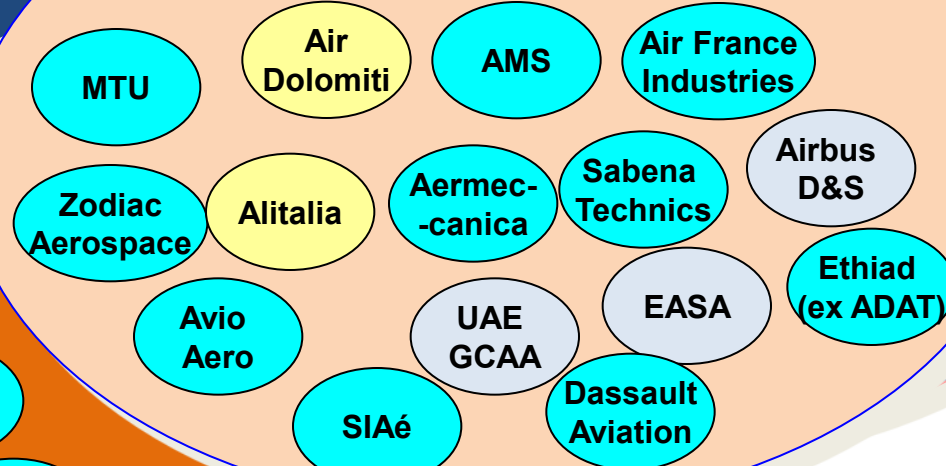 MTU
Air
Dolomiti
AMS
Air France
Industries
Airbus
D&S
Zodiac
Aerospace
Alitalia
Aermec-
-canica
Sabena
Technics
Ethiad
(ex ADAT)
Avio
Aero
UAE
GCAA
EASA
SIAé
Dassault
Aviation